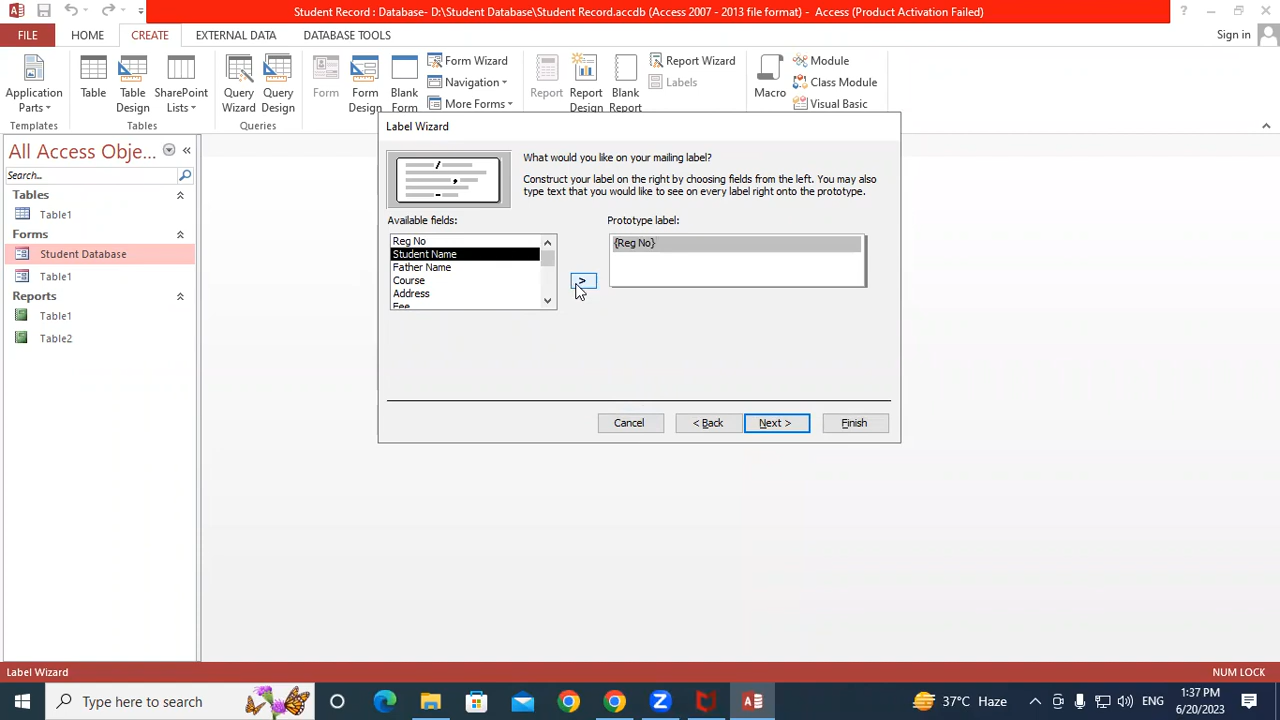 Student Record : Database- D:\Student Database\Student Record.accdb (Access 2007 - 2013 file format) - Access (Product Activation Failed)
FILE HOME CREATE EXTERNAL DATA DATABASE TOOLS Sign in
Application Parts
Table
Table Design
SharePoint Lists
Query Wizard
Query Design
Form
Form Design
Blank Form
Form Wizard
Navigation
More Forms
Report
Report Design
Blank Report
Report Wizard
Labels
Macro
Module
Class Module
Visual Basic
Templates Tables Queries
Label Wizard
All Access Obje...
Search...
Tables
Table1
Forms
Student Database
Table1
Reports
Table1
Table2
What would you like on your mailing label?
Construct your label on the right by choosing fields from the left. You may also
type text that you would like to see on every label right onto the prototype.
Available fields: Prototype label:
Reg No
Student Name
Father Name
Course
Address
Fee
>
{Reg No}
Cancel < Back Next > Finish
Label Wizard NUM LOCK
Type here to search
37°C Haze ENG
1:37 PM
6/20/2023